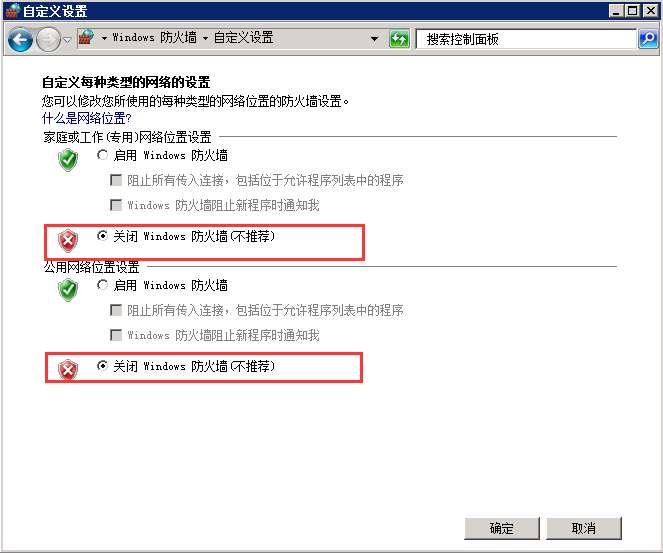 自定义设置
Windows 防火墙 自定义设置
搜索控制面板
自定义每种类型的网络的设置
您可以修改您所使用的每种类型的网络位置的防火墙设置。
什么是网络位置?
家庭或工作(专用)网络位置设置
启用 Windows 防火墙
阻止所有传入连接，包括位于允许程序列表中的程序
Windows 防火墙阻止新程序时通知我
关闭 Windows 防火墙(不推荐)
公用网络位置设置
启用 Windows 防火墙
阻止所有传入连接，包括位于允许程序列表中的程序
Windows 防火墙阻止新程序时通知我
关闭 Windows 防火墙(不推荐)
确定
取消